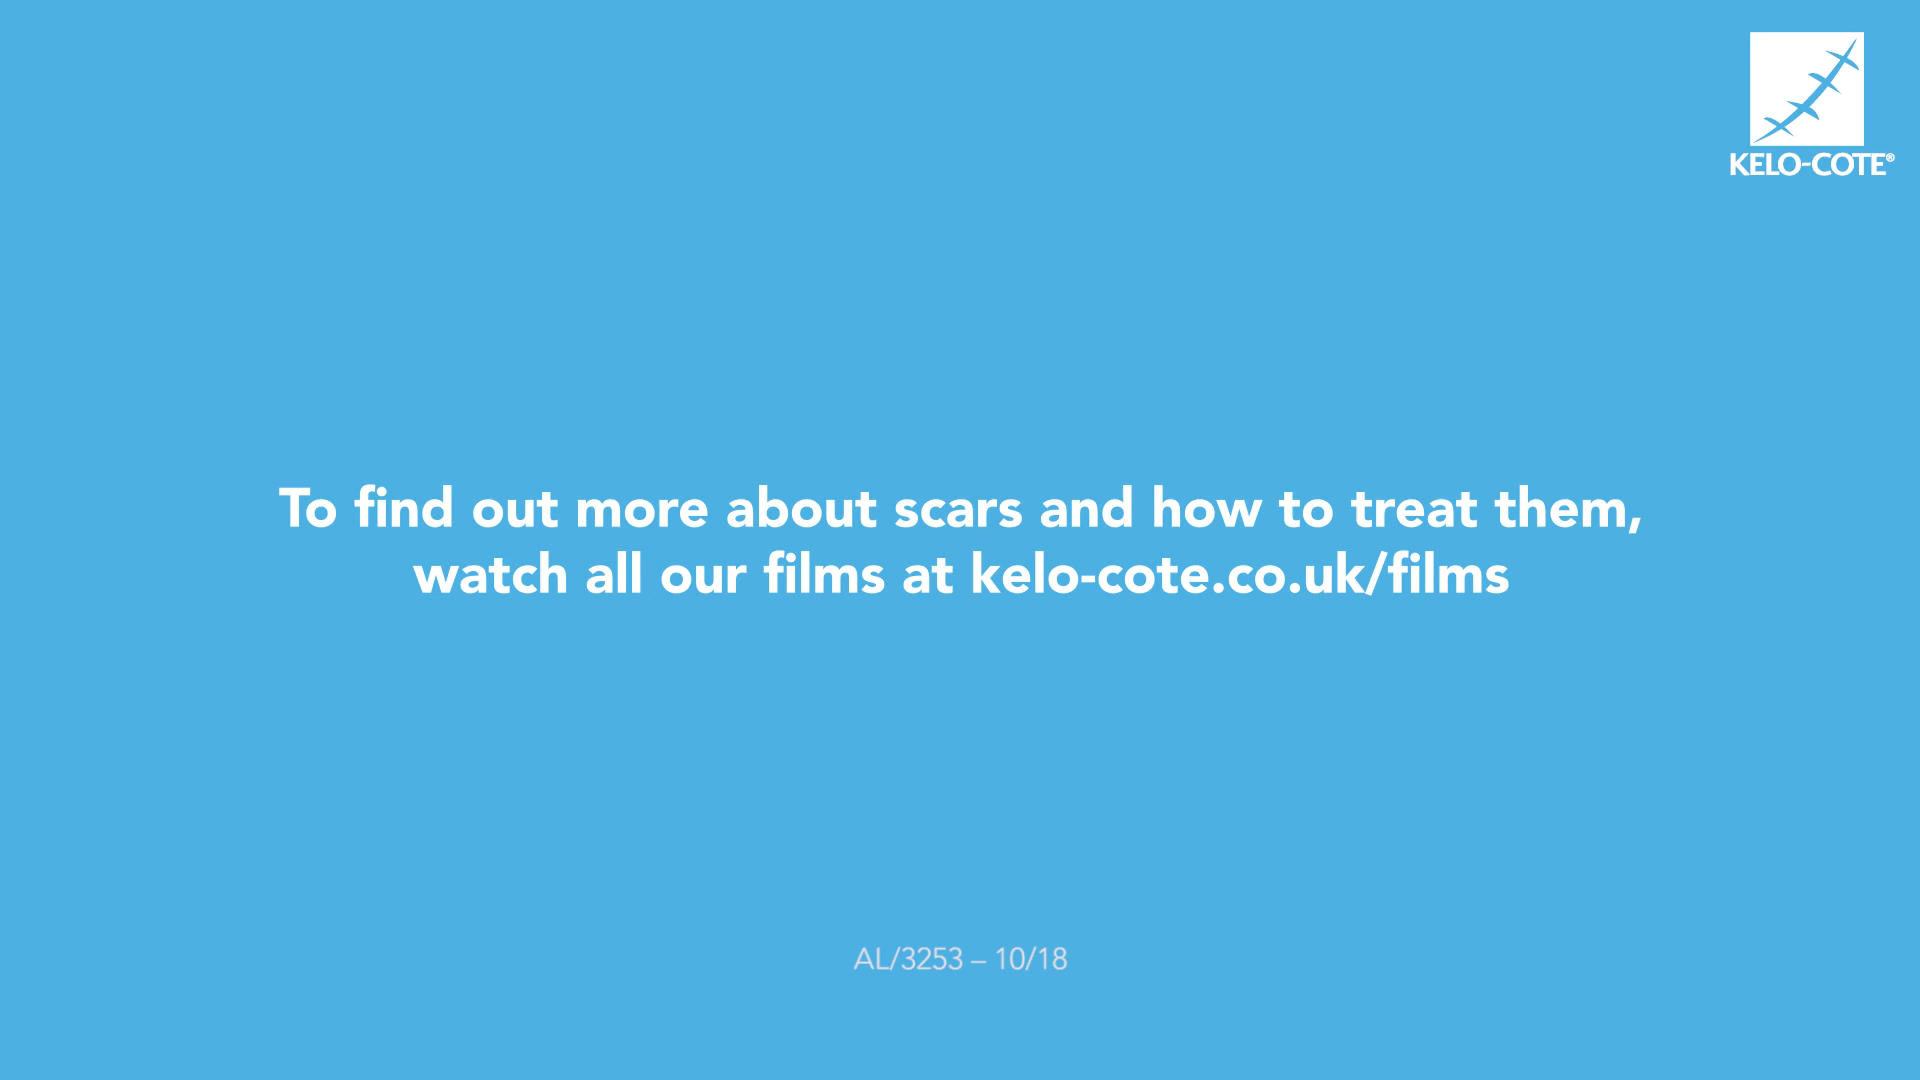 KELO-COTE®
To find out more about scars and how to treat them,
watch all our films at kelo-cote.co.uk/films
AL/3253 – 10/18